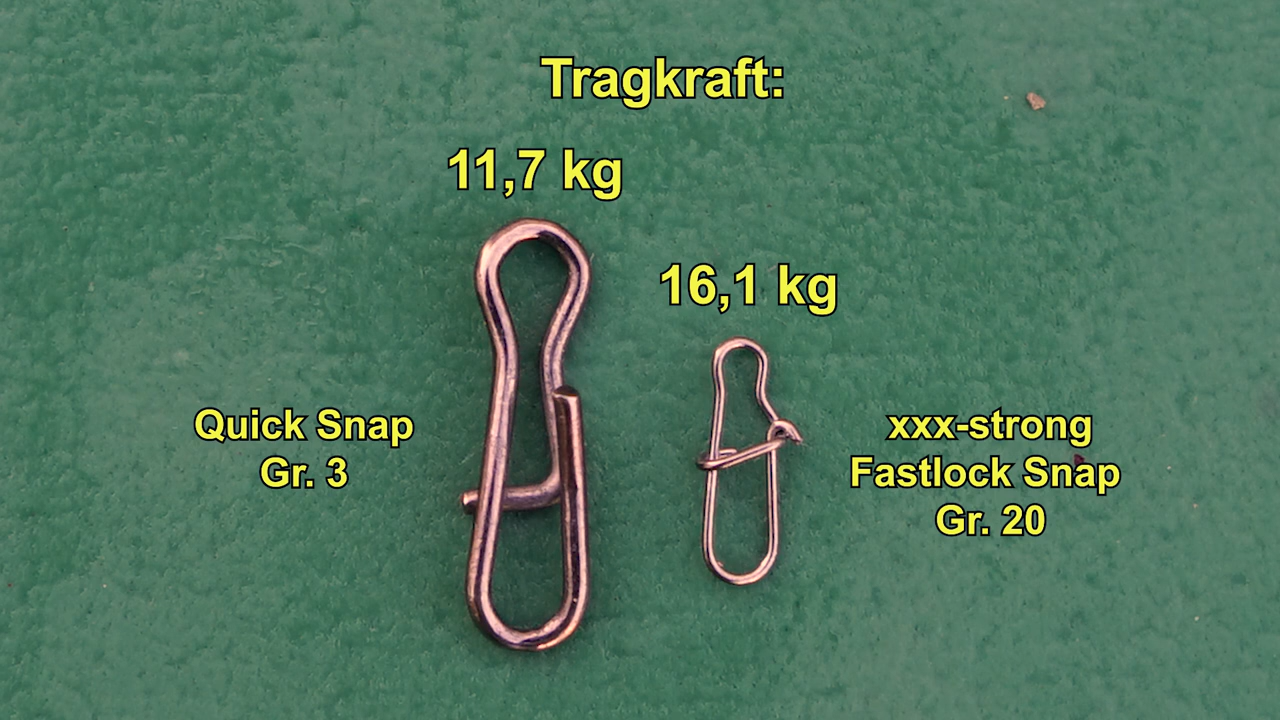 Tragkraft:
11,7 kg
16,1 kg
Quick Snap
Gr. 3
xxx-strong
Fastlock Snap
Gr. 20